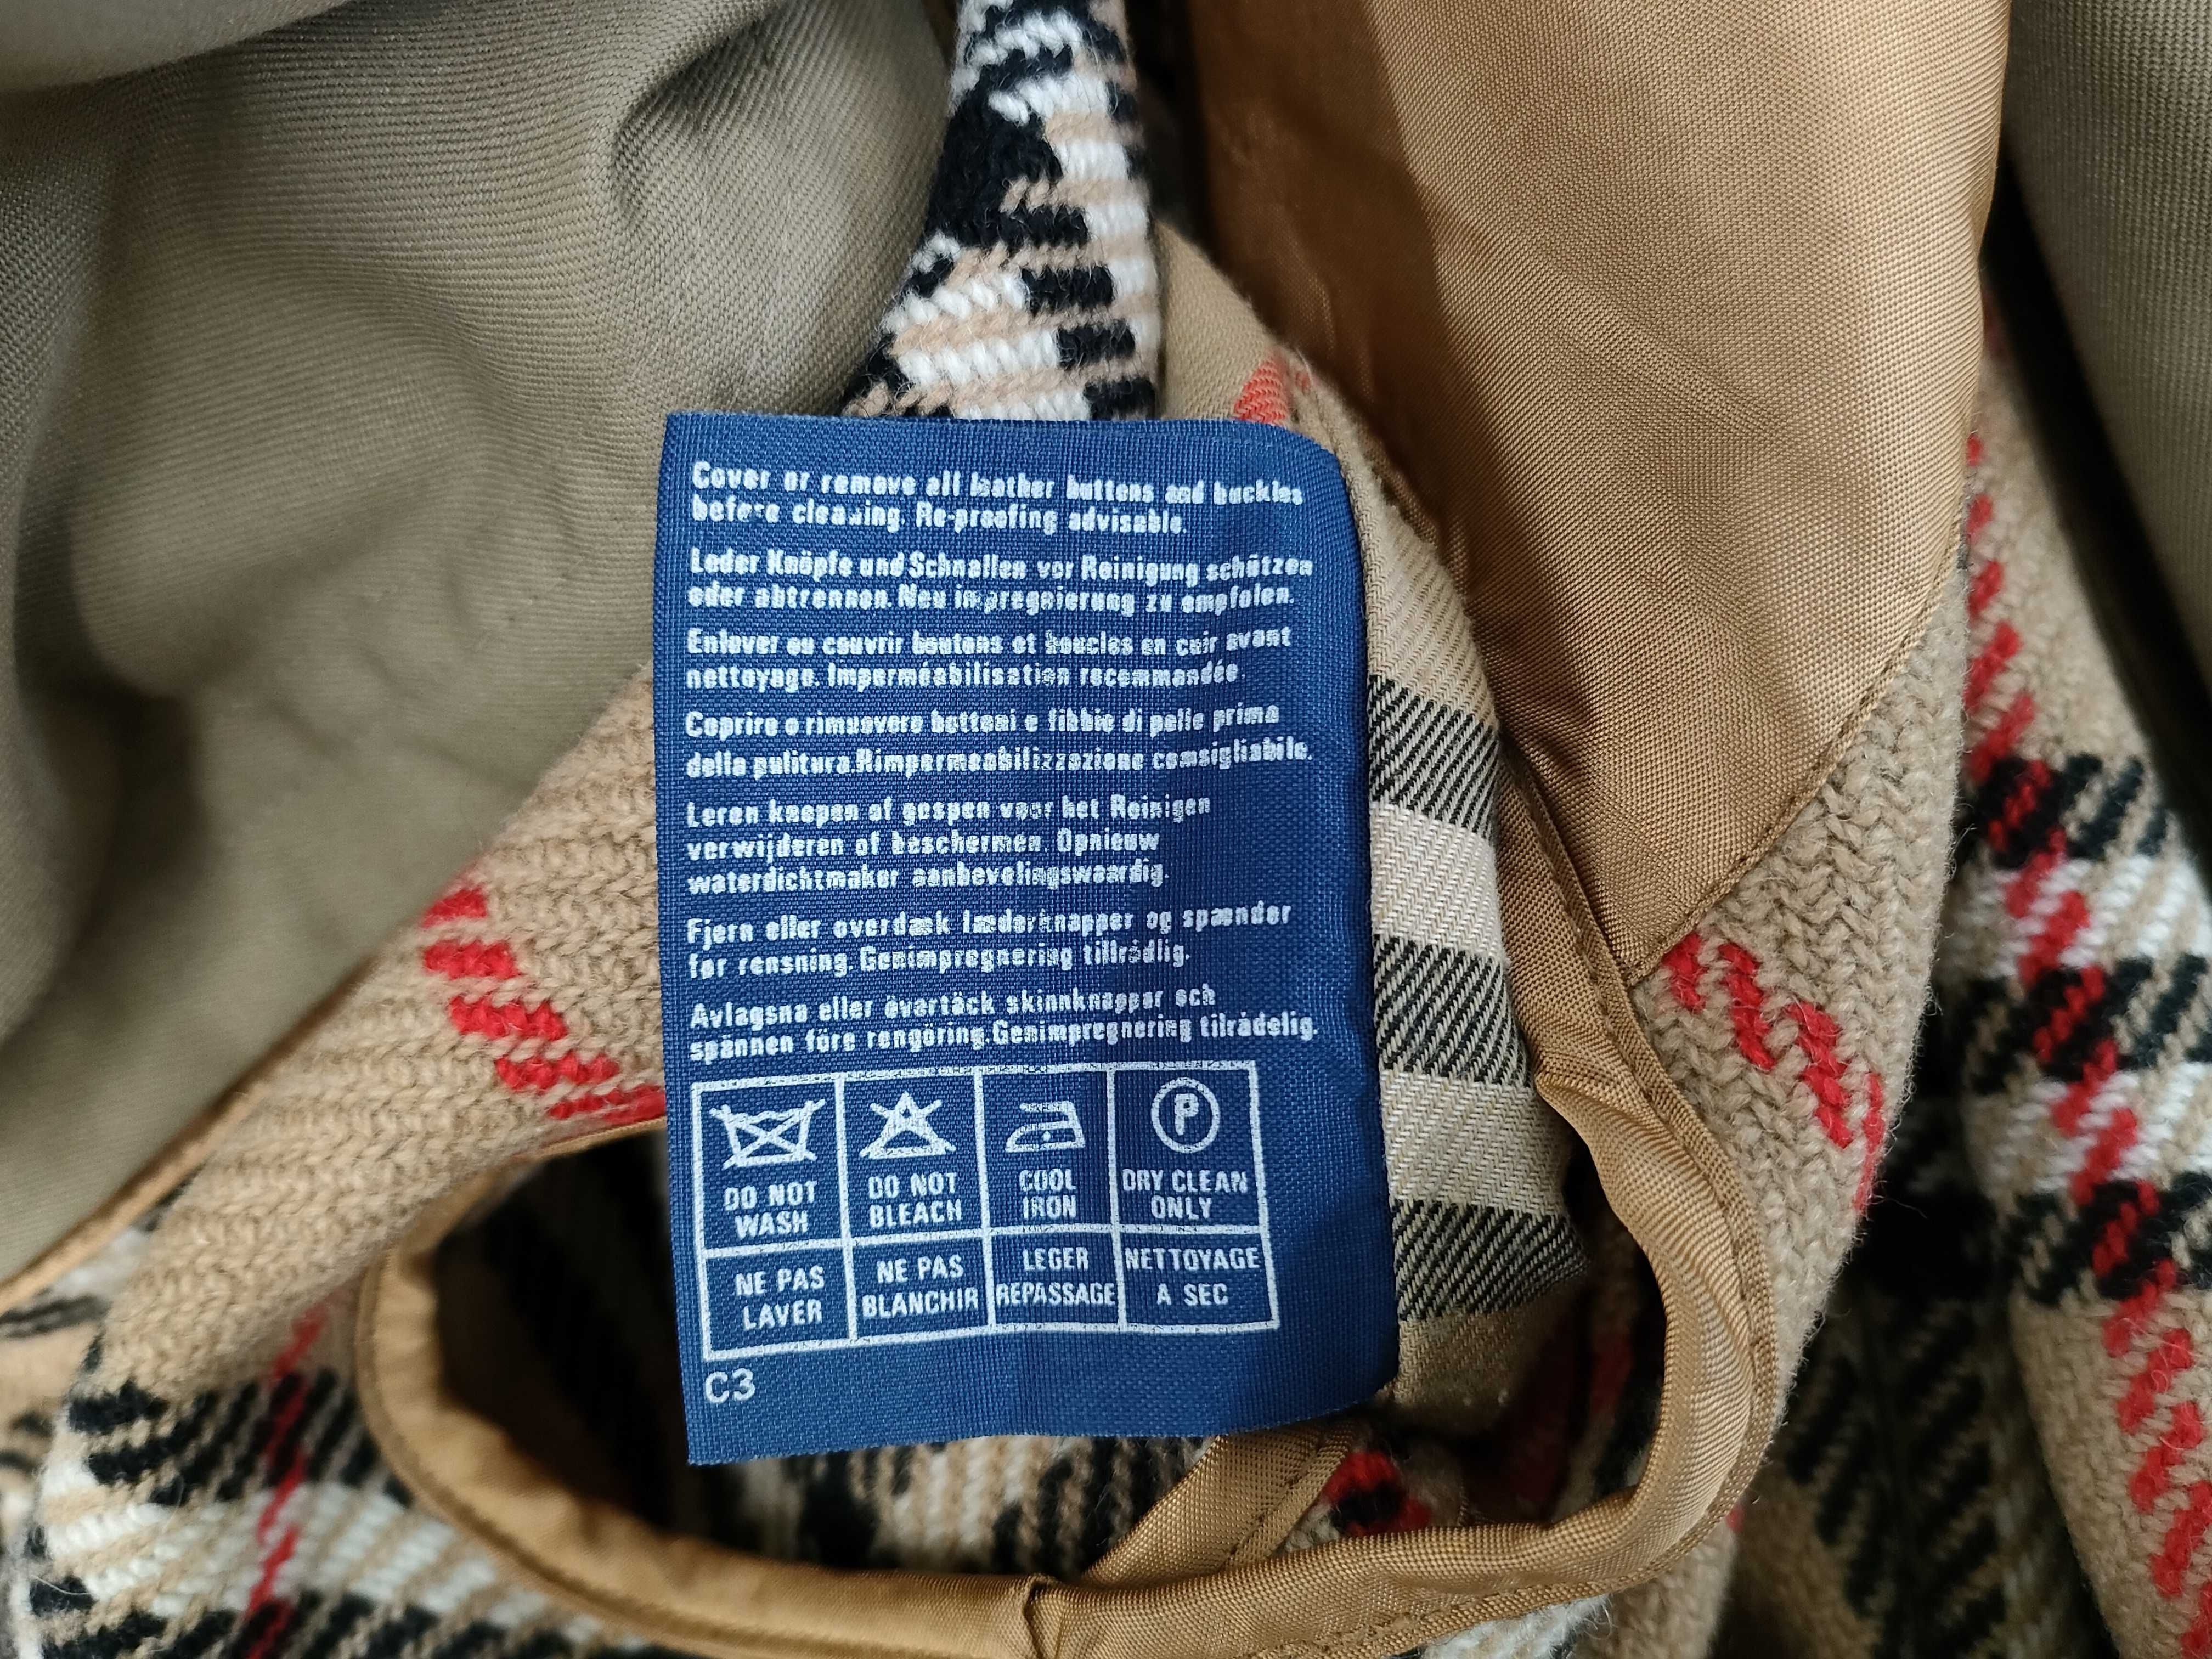 Cover or remove all leather buttons and buckles
before cleaning. Re-proofing advisable.
Leder Knöpfe und Schnallen vor Reinigung schützen
oder abtrennen. Neu impregnierung zu empfolen.
Enlever ou couvrir boutons et boucles en cuir avant
nettoyage. Imperméabilisation recommandée.
Coprire o rimuovere bottoni e fibbie di pelle prima
della pulitura. Rimpermeabilizzazione consigliabile.
Leren knopen of gespen voor het Reinigen
verwijderen of beschermen. Opnieuw
waterdichtmaker aanbevelingswaardig.
Fjern eller overdæk læderknapper og spænder
før rensning. Genimpregnering tillrådlig.
Avlagsna eller övertäck skinnknappar och
spännen före rengöring. Genimpregnering tilrådelig.
P
DO NOT WASH DO NOT BLEACH COOL IRON DRY CLEAN ONLY
NE PAS LAVER NE PAS BLANCHIR LEGER REPASSAGE NETTOYAGE A SEC
C3